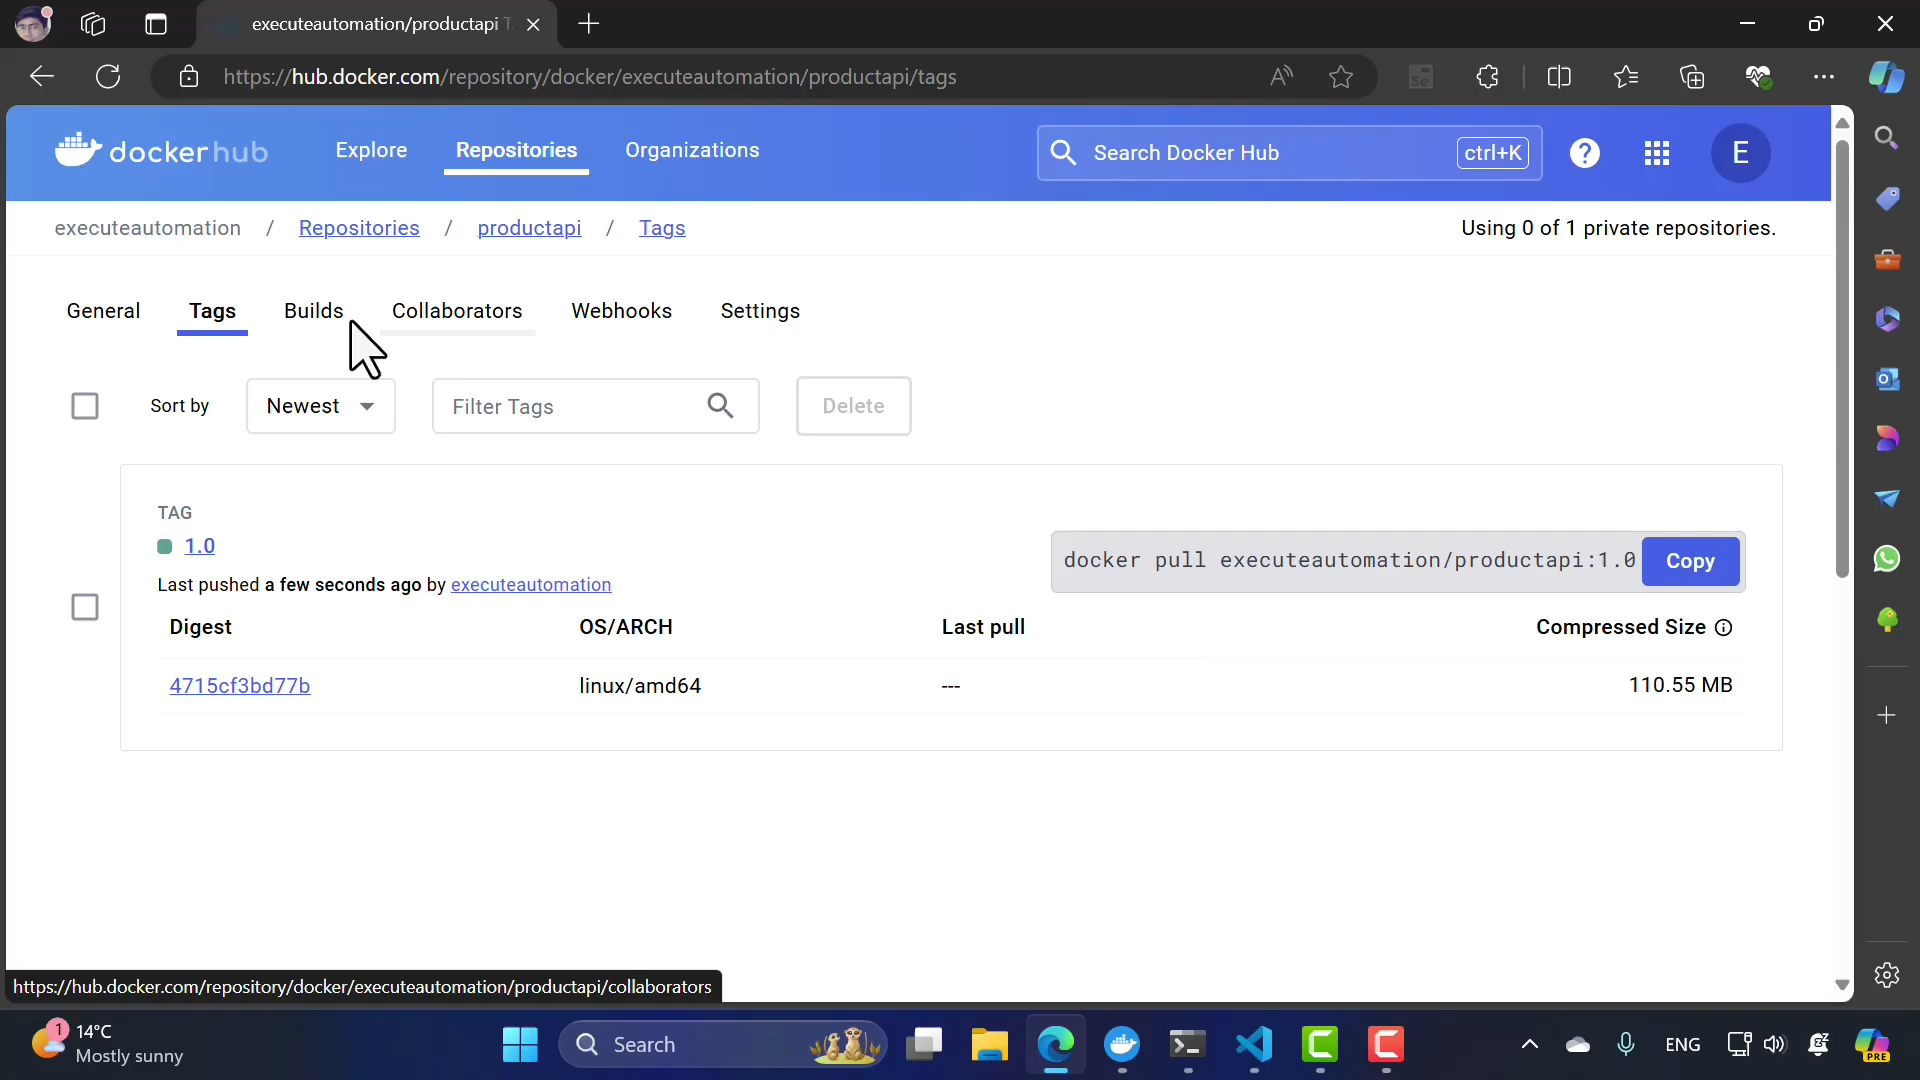 executeautomation/productapi T
https://hub.docker.com/repository/docker/executeautomation/productapi/tags
dockerhub
Explore
Repositories
Organizations
Search Docker Hub
ctrl+K
?
E
executeautomation / Repositories / productapi / Tags
Using 0 of 1 private repositories.
General
Tags
Builds
Collaborators
Webhooks
Settings
Sort by
Newest
Filter Tags
Delete
TAG
1.0
docker pull executeautomation/productapi:1.0
Copy
Last pushed a few seconds ago by executeautomation
Digest
OS/ARCH
Last pull
Compressed Size
4715cf3bd77b
linux/amd64
---
110.55 MB
https://hub.docker.com/repository/docker/executeautomation/productapi/collaborators
1
14°C
Mostly sunny
Search
ENG
PRE